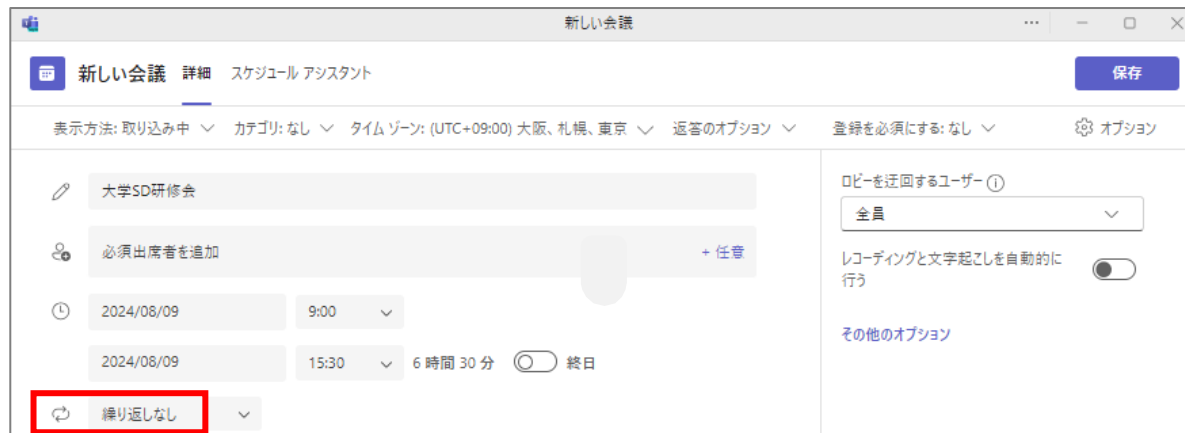 新しい会議
新しい会議 詳細 スケジュール アシスタント 保存
表示方法: 取り込み中 カテゴリ: なし タイム ゾーン: (UTC+09:00) 大阪、札幌、東京 返答のオプション 登録を必須にする: なし オプション
大学SD研修会
必須出席者を追加 + 任意
2024/08/09 9:00
2024/08/09 15:30 6 時間 30 分 終日
繰り返しなし
ロビーを迂回するユーザー
全員
レコーディングと文字起こしを自動的に
行う
その他のオプション